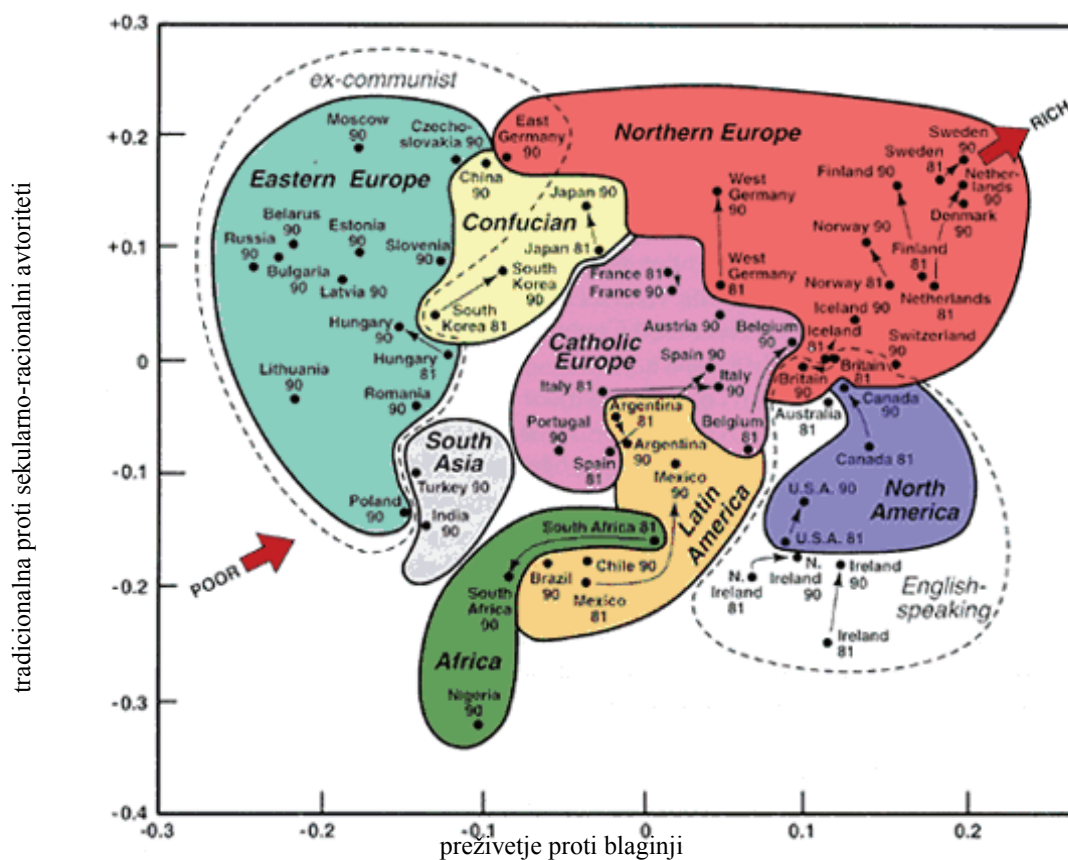 +0.3
ex-communist
RICH
Moscow
90
Czecho-
slovakia 90
East
Germany
90
Northern Europe
Sweden
90
Sweden
81
+0.2
Eastern Europe
China
90
Japan 90
West
Germany
90
Finland 90
Nether-
lands
90
Confucian
Denmark
90
Belarus 90
Estonia
90
Slovenia
90
Japan 81
Norway 90
Finland
81
Russia
90
+0.1
Bulgaria
90
Latvia 90
South
Korea
90
France 81
France 90
West
Germany
81
Norway 81
Netherlands
81
South
Korea 81
Hungary
90
Austria 90
Belgium
90
Iceland
90
Iceland
81
Switzerland
90
Catholic
Europe
Hungary
81
Spain 90
0
Lithuania
90
Romania
90
Italy 81
Italy
90
Britain
90
Britain
81
Canada
90
Argentina
81
Belgium
81
Australia
81
South
Asia
Portugal
90
Argentina
90
Canada 81
-0.1
Turkey 90
Spain
81
Mexico
90
U.S.A. 90
North
America
Poland
90
India
90
Latin
America
South Africa 81
U.S.A. 81
POOR
Brazil
90
Chile 90
N.
Ireland
90
Ireland
90
-0.2
South
Africa
90
Mexico
81
N.
Ireland
81
English-
speaking
Ireland
81
Africa
Nigeria
90
-0.3
-0.4
-0.3
-0.2
-0.1
0.
0.1
0.2
preživetje proti blaginji
tradicionalna proti sekularno-racionalni avtoriteti